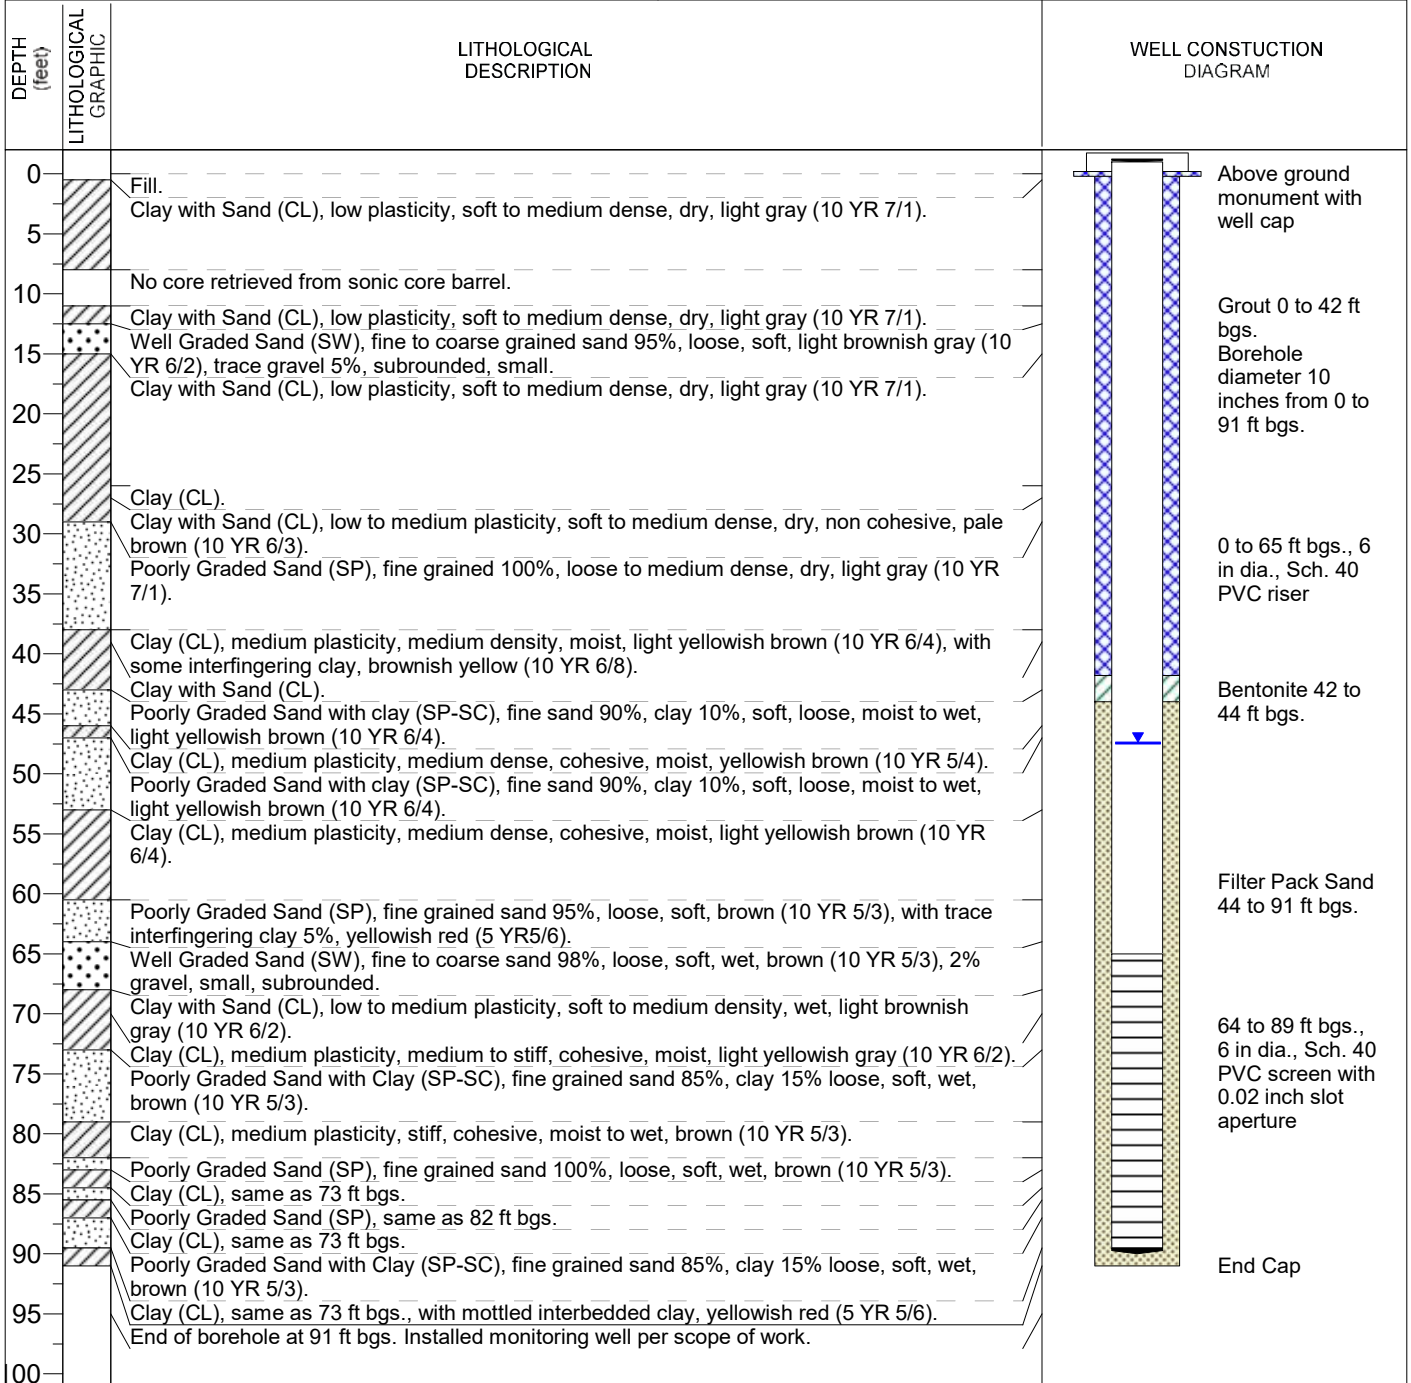 DEPTH
(feet)
LITHOLOGICAL
GRAPHIC
LITHOLOGICAL
DESCRIPTION
WELL CONSTUCTION
DIAGRAM
0
5
10
15
20
25
30
35
40
45
50
55
60
65
70
75
80
85
90
95
100
Fill.
Clay with Sand (CL), low plasticity, soft to medium dense, dry, light gray (10 YR 7/1).
No core retrieved from sonic core barrel.
Clay with Sand (CL), low plasticity, soft to medium dense, dry, light gray (10 YR 7/1).
Well Graded Sand (SW), fine to coarse grained sand 95%, loose, soft, light brownish gray (10
YR 6/2), trace gravel 5%, subrounded, small.
Clay with Sand (CL), low plasticity, soft to medium dense, dry, light gray (10 YR 7/1).
Clay (CL).
Clay with Sand (CL), low to medium plasticity, soft to medium dense, dry, non cohesive, pale
brown (10 YR 6/3).
Poorly Graded Sand (SP), fine grained 100%, loose to medium dense, dry, light gray (10 YR
7/1).
Clay (CL), medium plasticity, medium density, moist, light yellowish brown (10 YR 6/4), with
some interfingering clay, brownish yellow (10 YR 6/8).
Clay with Sand (CL).
Poorly Graded Sand with clay (SP-SC), fine sand 90%, clay 10%, soft, loose, moist to wet,
light yellowish brown (10 YR 6/4).
Clay (CL), medium plasticity, medium dense, cohesive, moist, yellowish brown (10 YR 5/4).
Poorly Graded Sand with clay (SP-SC), fine sand 90%, clay 10%, soft, loose, moist to wet,
light yellowish brown (10 YR 6/4).
Clay (CL), medium plasticity, medium dense, cohesive, moist, light yellowish brown (10 YR
6/4).
Poorly Graded Sand (SP), fine grained sand 95%, loose, soft, brown (10 YR 5/3), with trace
interfingering clay 5%, yellowish red (5 YR5/6).
Well Graded Sand (SW), fine to coarse sand 98%, loose, soft, wet, brown (10 YR 5/3), 2%
gravel, small, subrounded.
Clay with Sand (CL), low to medium plasticity, soft to medium density, wet, light brownish
gray (10 YR 6/2).
Clay (CL), medium plasticity, medium to stiff, cohesive, moist, light yellowish gray (10 YR 6/2).
Poorly Graded Sand with Clay (SP-SC), fine grained sand 85%, clay 15% loose, soft, wet,
brown (10 YR 5/3).
Clay (CL), medium plasticity, stiff, cohesive, moist to wet, brown (10 YR 5/3).
Poorly Graded Sand (SP), fine grained sand 100%, loose, soft, wet, brown (10 YR 5/3).
Clay (CL), same as 73 ft bgs.
Poorly Graded Sand (SP), same as 82 ft bgs.
Clay (CL), same as 73 ft bgs.
Poorly Graded Sand with Clay (SP-SC), fine grained sand 85%, clay 15% loose, soft, wet,
brown (10 YR 5/3).
Clay (CL), same as 73 ft bgs., with mottled interbedded clay, yellowish red (5 YR 5/6).
End of borehole at 91 ft bgs. Installed monitoring well per scope of work.
Above ground
monument with
well cap
Grout 0 to 42 ft
bgs.
Borehole
diameter 10
inches from 0 to
91 ft bgs.
0 to 65 ft bgs., 6
in dia., Sch. 40
PVC riser
Bentonite 42 to
44 ft bgs.
Filter Pack Sand
44 to 91 ft bgs.
64 to 89 ft bgs.,
6 in dia., Sch. 40
PVC screen with
0.02 inch slot
aperture
End Cap